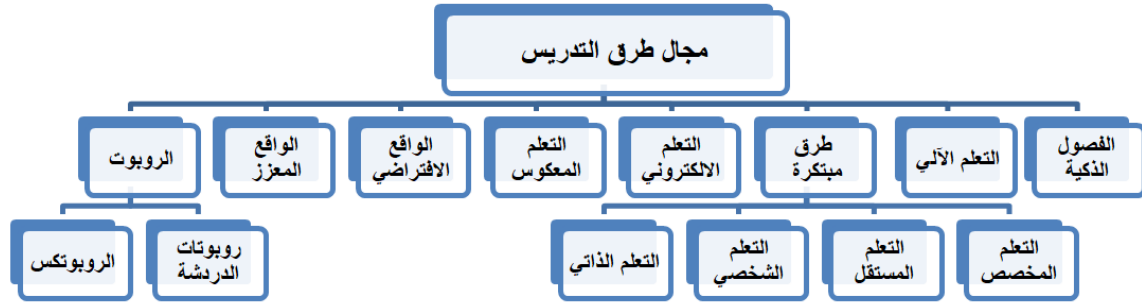 مجال طرق التدريس
الفصول
الذكية
التعلم الآلي
طرق
مبتكرة
التعلم
الالكتروني
التعلم
المعكوس
الواقع
الافتراضي
الواقع
المعزز
الروبوت
التعلم
المخصص
التعلم
المستقل
التعلم
الشخصي
التعلم الذاتي
روبوتات
الدردشة
الروبوتكس